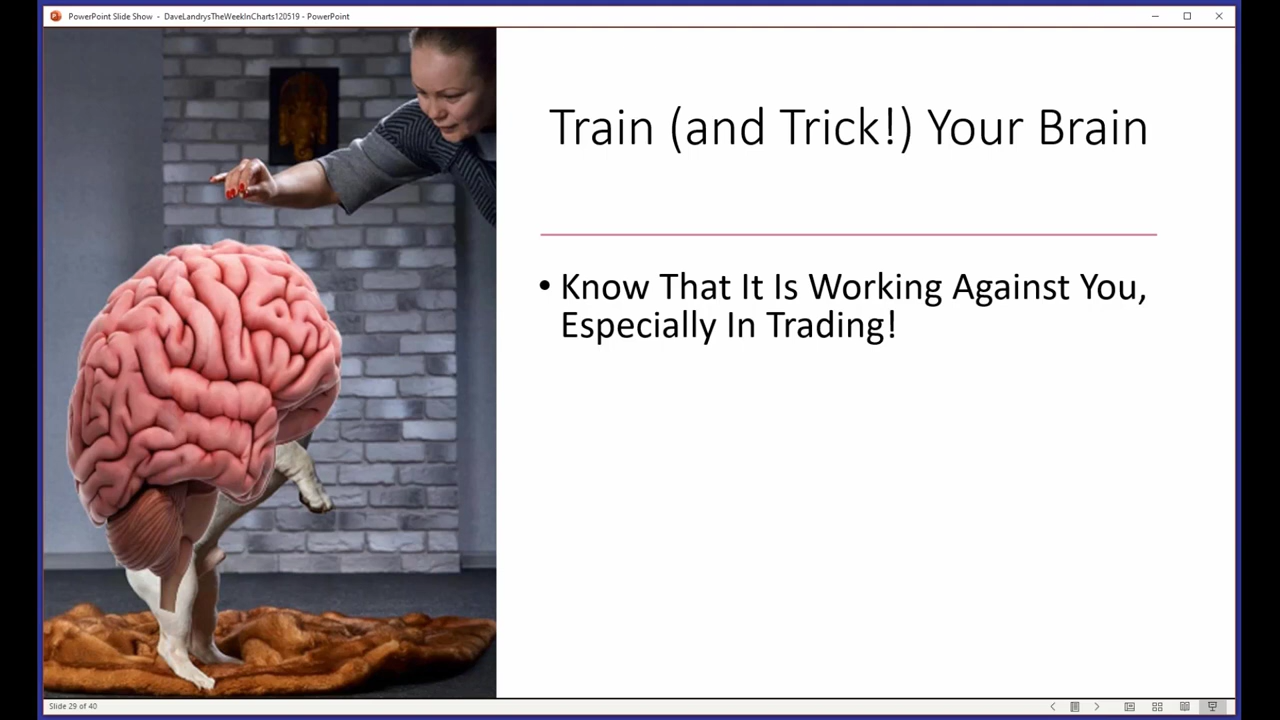 PowerPoint Slide Show - DaveLandrysTheWeekInCharts120519 - PowerPoint
Train (and Trick!) Your Brain
• Know That It Is Working Against You,
Especially In Trading!
Slide 29 of 40